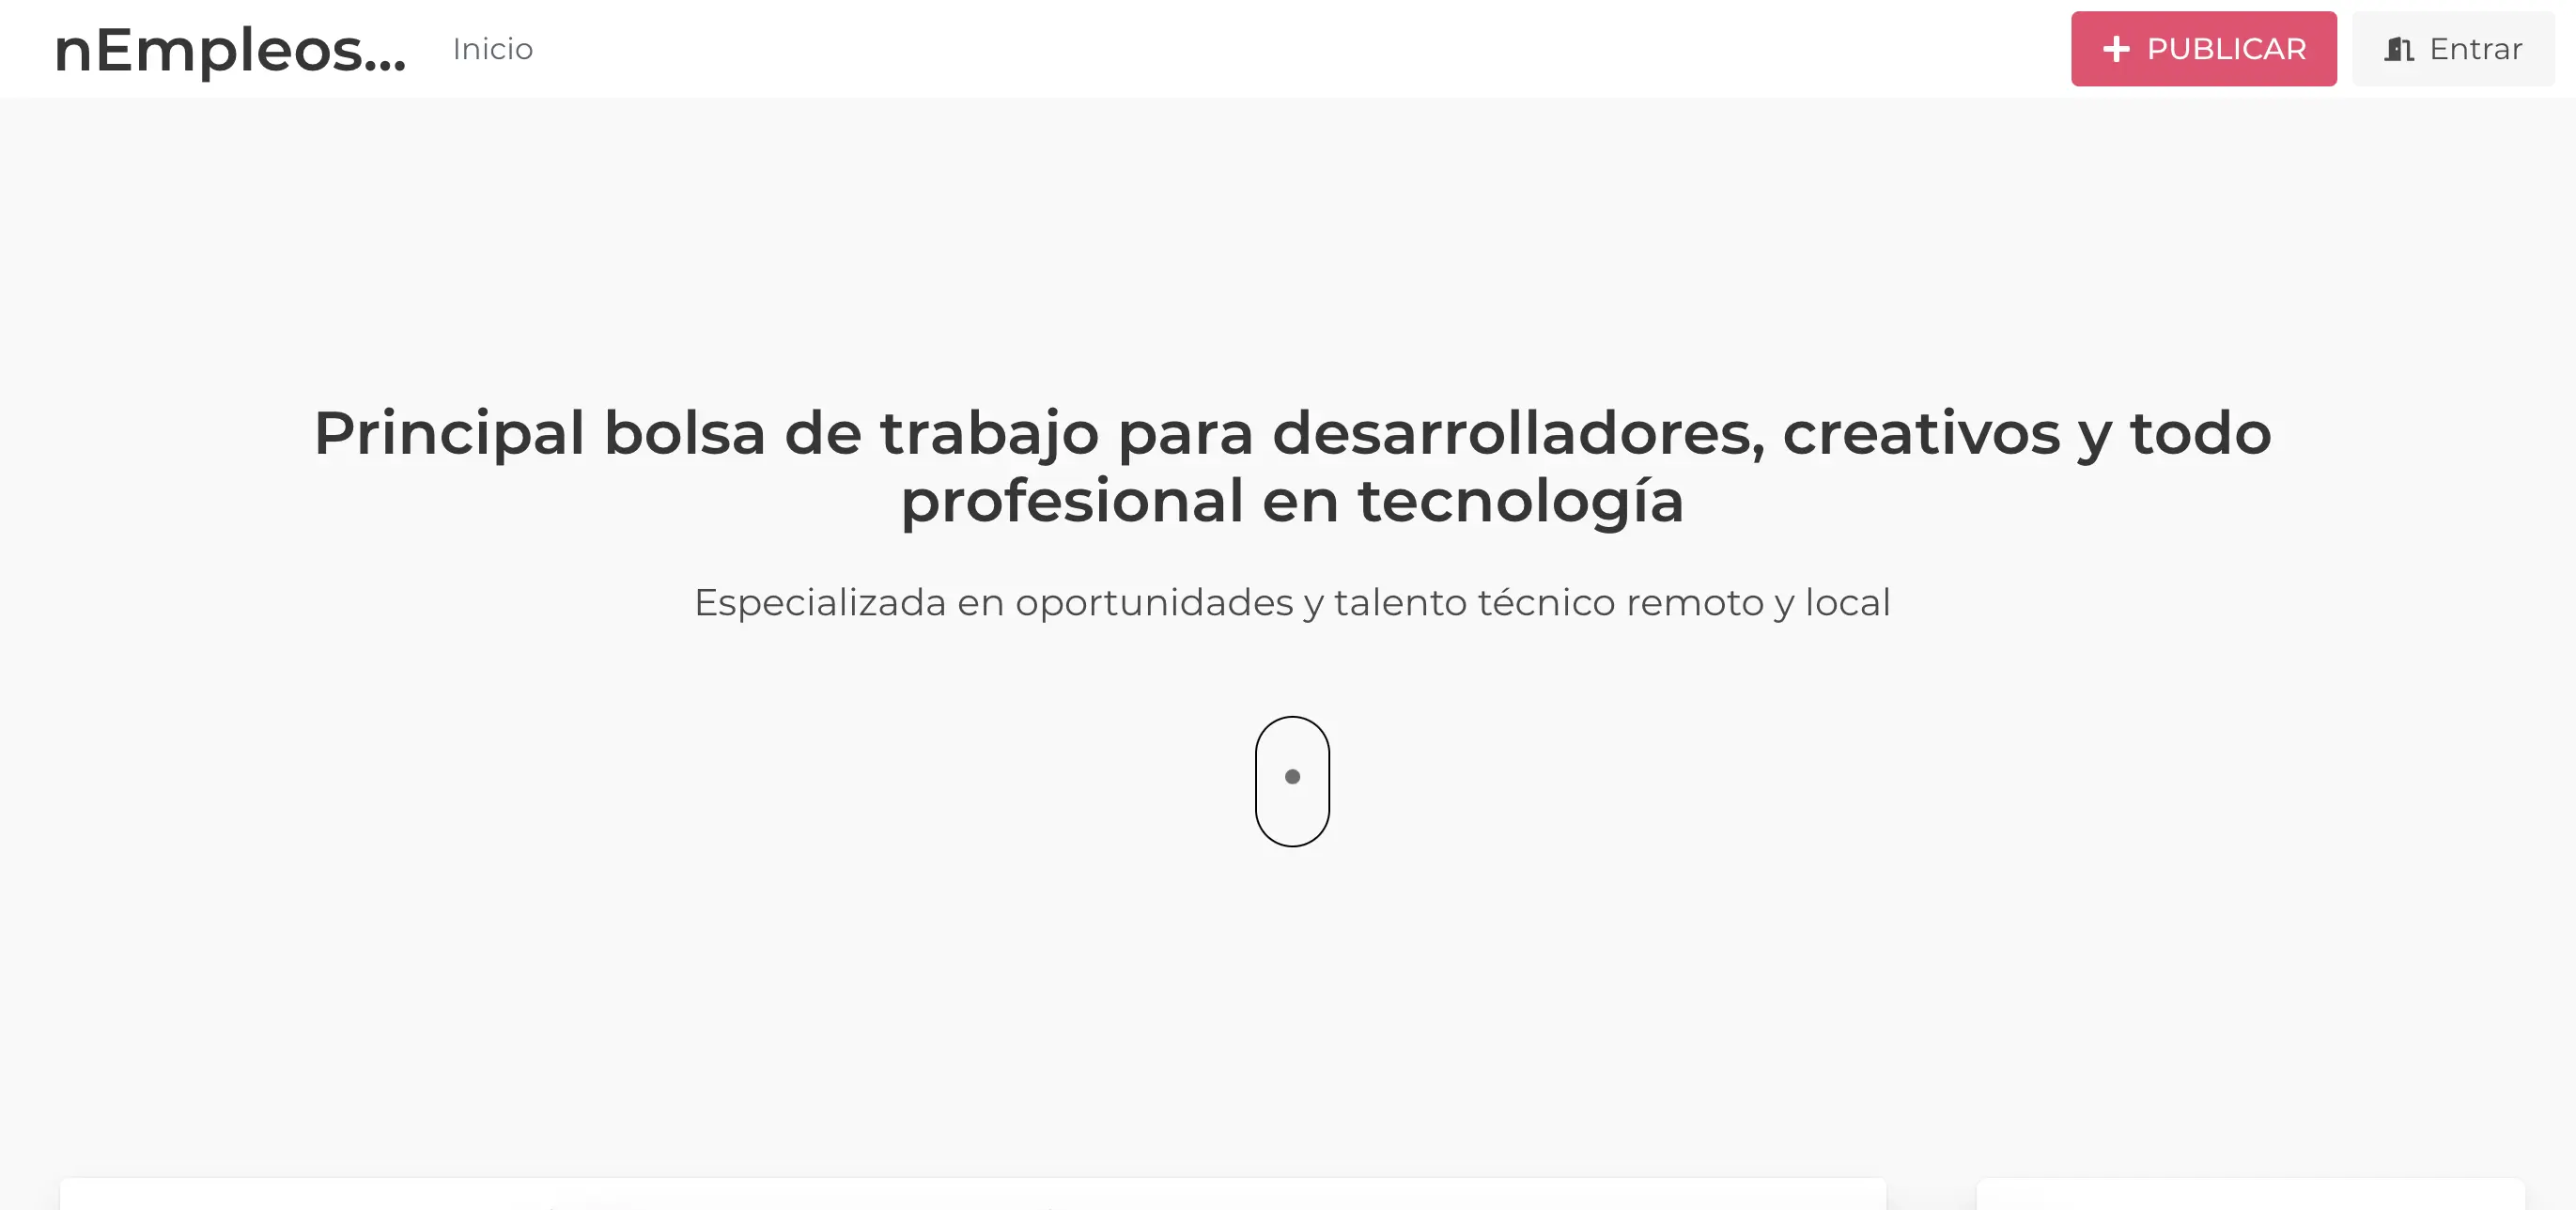 nEmpleos...
Inicio
PUBLICAR
Entrar
Principal bolsa de trabajo para desarrolladores, creativos y todo
profesional en tecnología
Especializada en oportunidades y talento técnico remoto y local